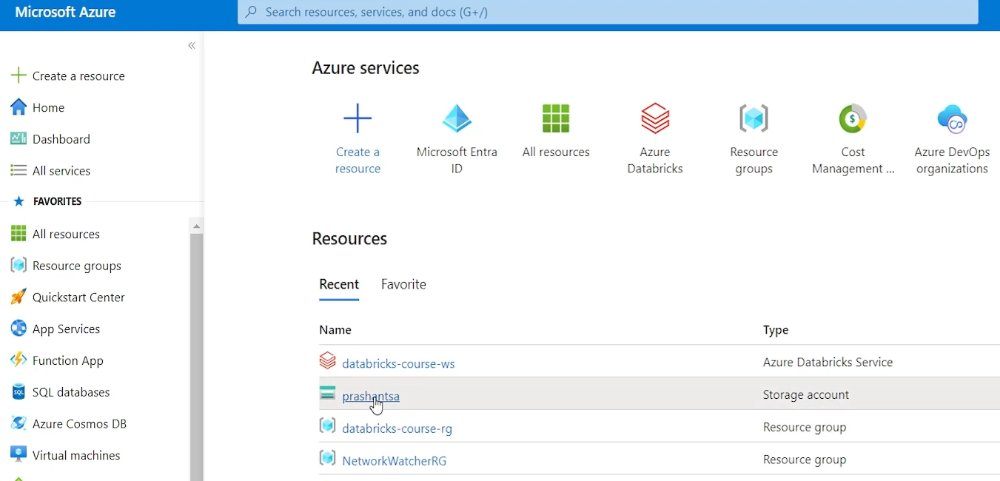 Microsoft Azure
Search resources, services, and docs (G+/)
Create a resource
Home
Dashboard
All services
FAVORITES
All resources
Resource groups
Quickstart Center
App Services
Function App
SQL databases
Azure Cosmos DB
Virtual machines
Azure services
Create a resource
Microsoft Entra ID
All resources
Azure Databricks
Resource groups
Cost Management ...
Azure DevOps organizations
Resources
Recent Favorite
Name Type
databricks-course-ws Azure Databricks Service
prashantsa Storage account
databricks-course-rg Resource group
NetworkWatcherRG Resource group